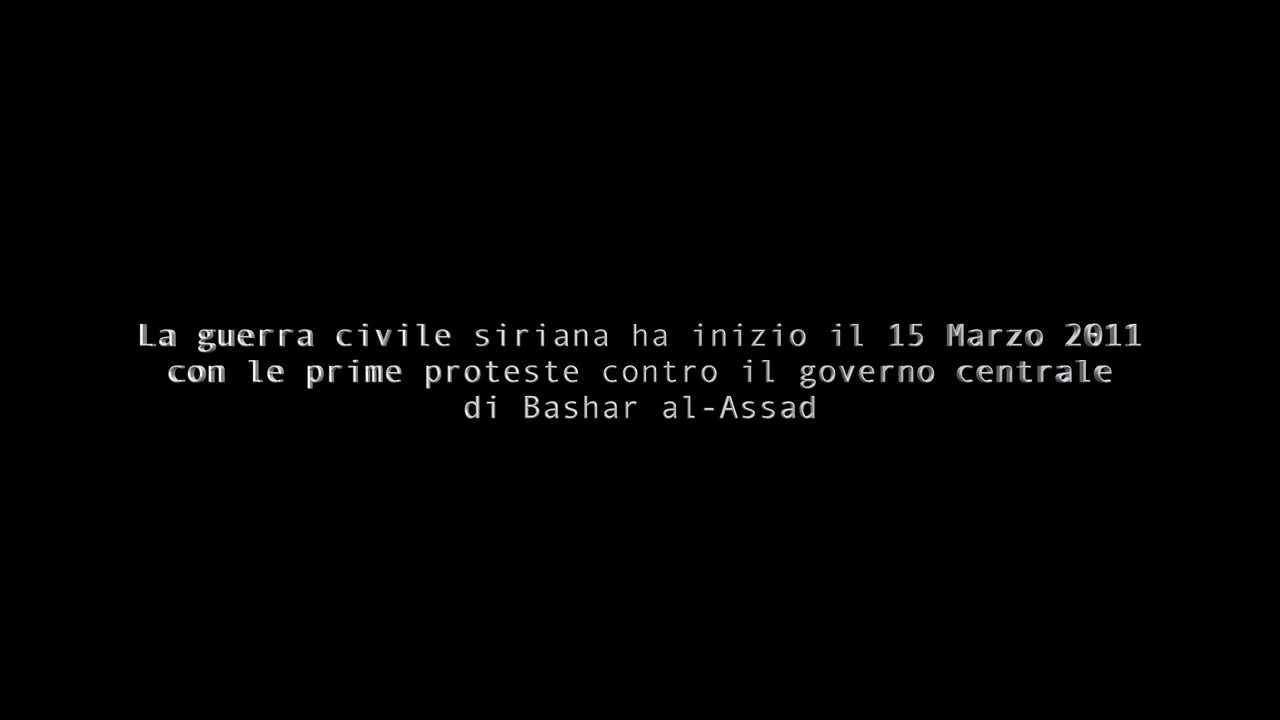 La guerra civile siriana ha inizio il 15 Marzo 2011
con le prime proteste contro il governo centrale
di Bashar al-Assad